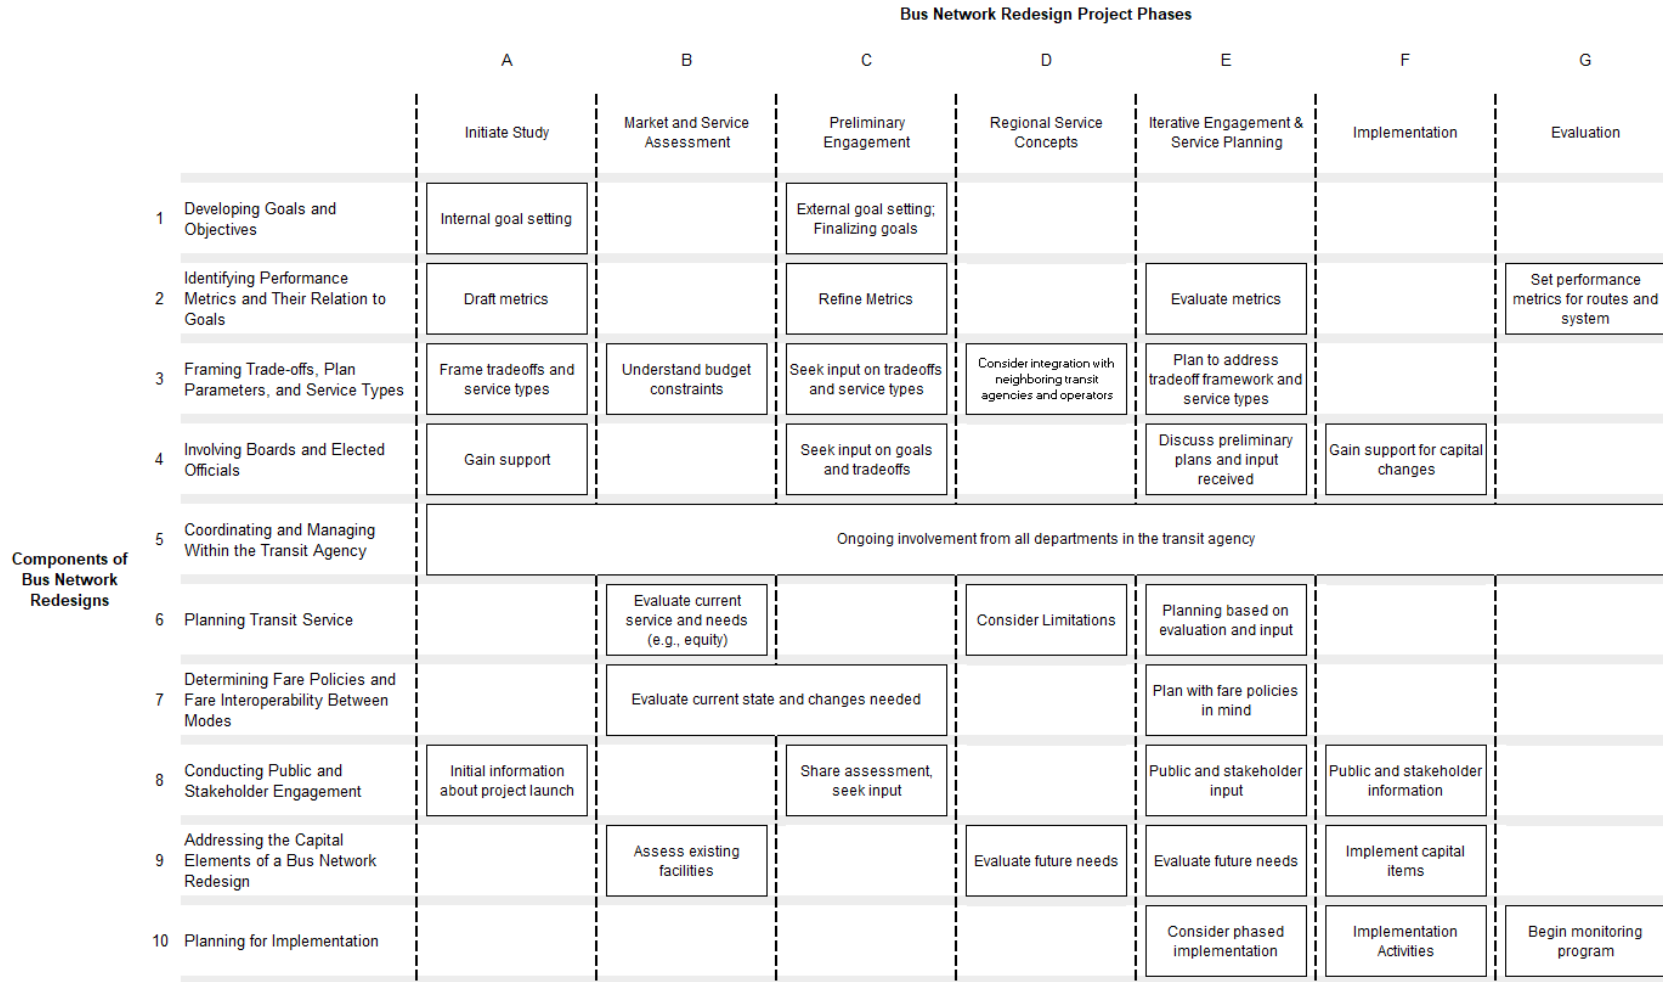 Bus Network Redesign Project Phases
A
B
C
D
E
F
G
Initiate Study
Market and Service
Assessment
Preliminary
Engagement
Regional Service
Concepts
Iterative Engagement &
Service Planning
Implementation
Evaluation
Components of
Bus Network
Redesigns
1
Developing Goals and
Objectives
Internal goal setting
External goal setting;
Finalizing goals
2
Identifying Performance
Metrics and Their Relation to
Goals
Draft metrics
Refine Metrics
Evaluate metrics
Set performance
metrics for routes and
system
3
Framing Trade-offs, Plan
Parameters, and Service Types
Frame tradeoffs and
service types
Understand budget
constraints
Seek input on tradeoffs
and service types
Consider integration with
neighboring transit
agencies and operators
Plan to address
tradeoff framework and
service types
4
Involving Boards and Elected
Officials
Gain support
Seek input on goals
and tradeoffs
Discuss preliminary
plans and input
received
Gain support for capital
changes
5
Coordinating and Managing
Within the Transit Agency
Ongoing involvement from all departments in the transit agency
6
Planning Transit Service
Evaluate current
service and needs
(e.g., equity)
Consider Limitations
Planning based on
evaluation and input
7
Determining Fare Policies and
Fare Interoperability Between
Modes
Evaluate current state and changes needed
Plan with fare policies
in mind
8
Conducting Public and
Stakeholder Engagement
Initial information
about project launch
Share assessment,
seek input
Public and stakeholder
input
Public and stakeholder
information
9
Addressing the Capital
Elements of a Bus Network
Redesign
Assess existing
facilities
Evaluate future needs
Evaluate future needs
Implement capital
items
10
Planning for Implementation
Consider phased
implementation
Implementation
Activities
Begin monitoring
program